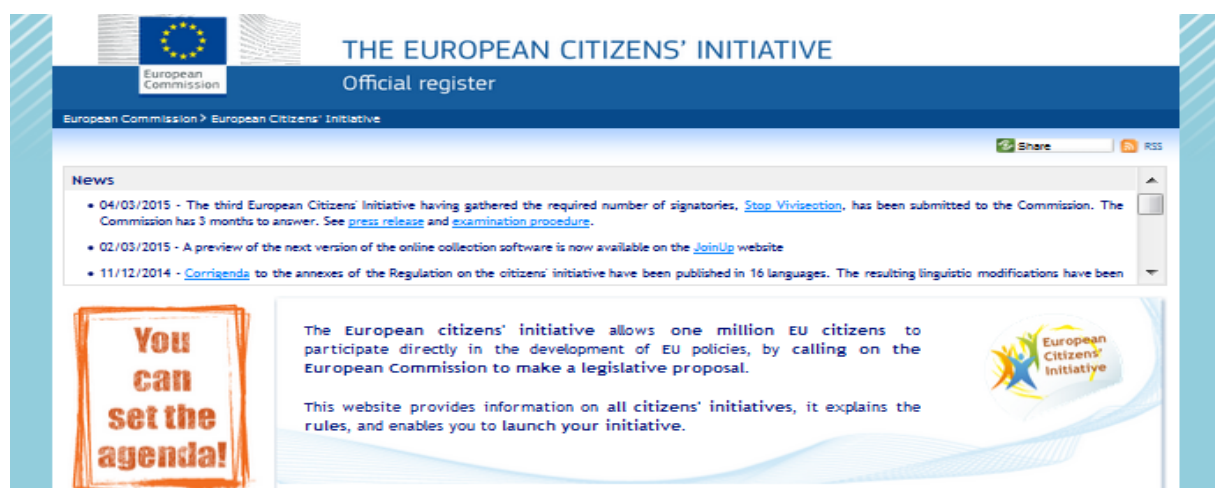 THE EUROPEAN CITIZENS' INITIATIVE
European
Commission
Official register
European Commission > European Citizens' Initiative
Share
RSS
News
• 04/03/2015 - The third European Citizens' Initiative having gathered the required number of signatories, Stop Vivisection, has been submitted to the Commission. The
Commission has 3 months to answer. See press release and examination procedure.
• 02/03/2015 - A preview of the next version of the online collection software is now available on the JoinUp website
• 11/12/2014 - Corrigenda to the annexes of the Regulation on the citizens' initiative have been published in 16 languages. The resulting linguistic modifications have been
You
can
set the
agenda!
The European citizens' initiative allows one million EU citizens to
participate directly in the development of EU policies, by calling on the
European Commission to make a legislative proposal.
This website provides information on all citizens' initiatives, it explains the
rules, and enables you to launch your initiative.
European
Citizens'
Initiative